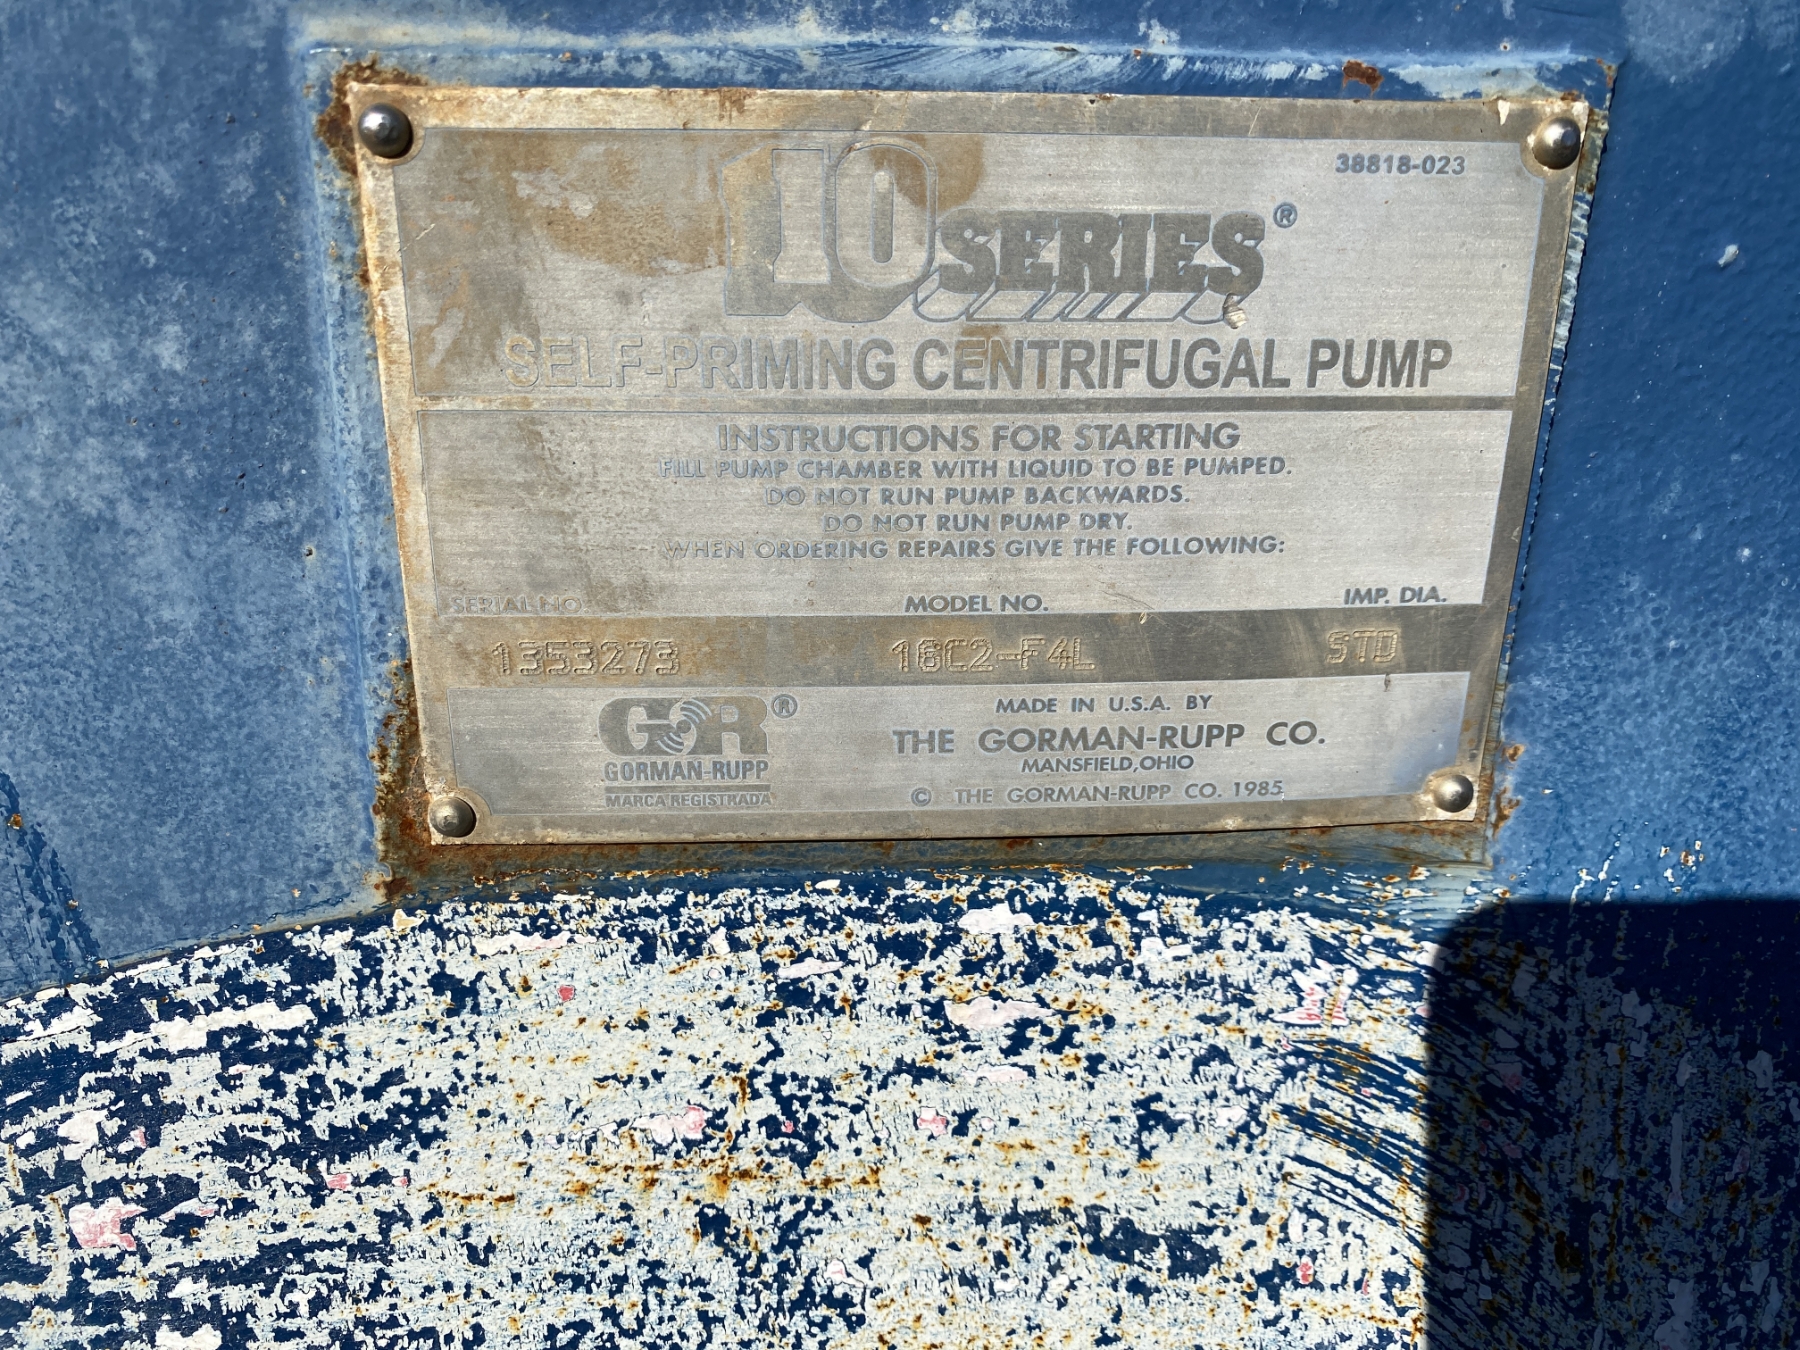 38818-023
10 SERIES®
SELF-PRIMING CENTRIFUGAL PUMP
INSTRUCTIONS FOR STARTING
FILL PUMP CHAMBER WITH LIQUID TO BE PUMPED.
DO NOT RUN PUMP BACKWARDS.
DO NOT RUN PUMP DRY.
WHEN ORDERING REPAIRS GIVE THE FOLLOWING:
SERIAL NO. MODEL NO. IMP. DIA.
1353273 16C2-F4L STD
GR®
GORMAN-RUPP
MARCA REGISTRADA
MADE IN U.S.A. BY
THE GORMAN-RUPP CO.
MANSFIELD, OHIO
© THE GORMAN-RUPP CO. 1985